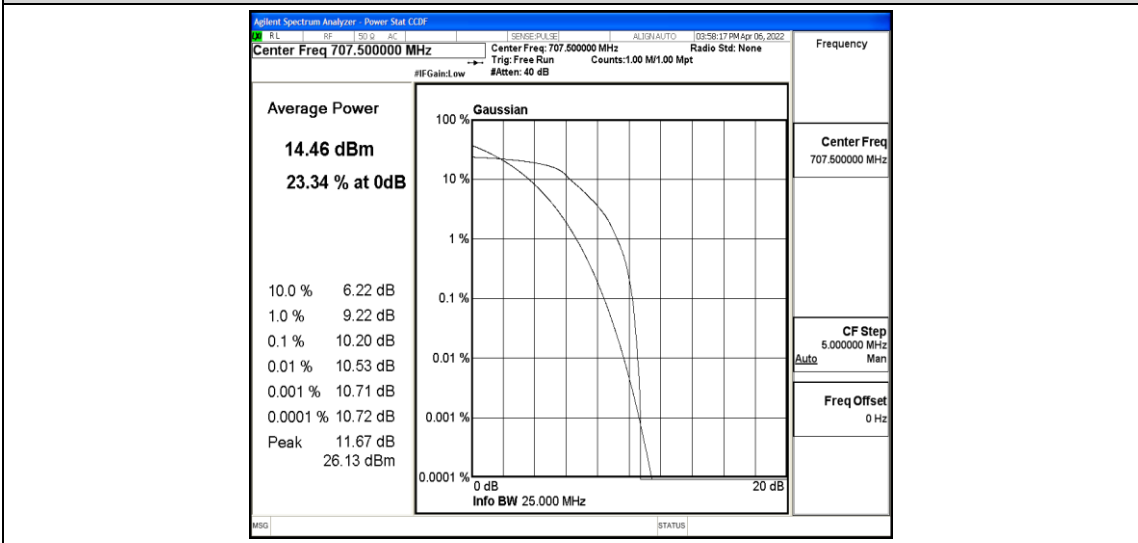 Agilent Spectrum Analyzer - Power Stat CCDF
LXI RL RF 50 Ω AC SENSE:PULSE ALIGN AUTO 03:58:17 PM Apr 06, 2022
Center Freq 707.500000 MHz
Center Freq: 707.500000 MHz Radio Std: None
Trig: Free Run Counts:1.00 M/1.00 Mpt
#IFGain:Low #Atten: 40 dB
Frequency
Average Power
14.46 dBm
23.34 % at 0dB
10.0 % 6.22 dB
1.0 % 9.22 dB
0.1 % 10.20 dB
0.01 % 10.53 dB
0.001 % 10.71 dB
0.0001 % 10.72 dB
Peak 11.67 dB
26.13 dBm
Gaussian
100 %
10 %
1 %
0.1 %
0.01 %
0.001 %
0.0001 %
0 dB 20 dB
Info BW 25.000 MHz
Center Freq
707.500000 MHz
CF Step
5.000000 MHz
Auto Man
Freq Offset
0 Hz
MSG STATUS